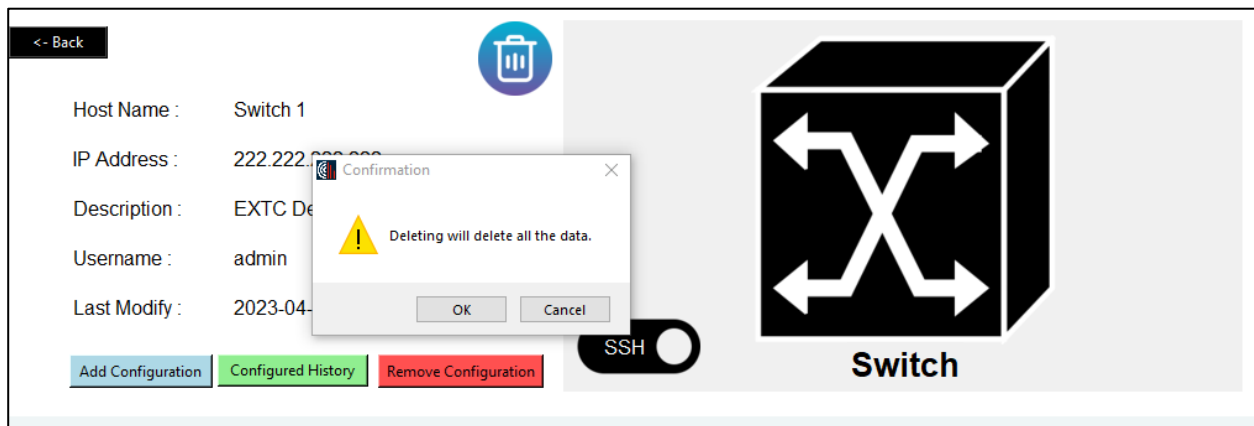 <- Back
Host Name : Switch 1
IP Address : 222.222.
Description : EXTC
Username : admin
Last Modify : 2023-04-
Confirmation
Deleting will delete all the data.
OK Cancel
Add Configuration Configured History Remove Configuration
SSH
Switch